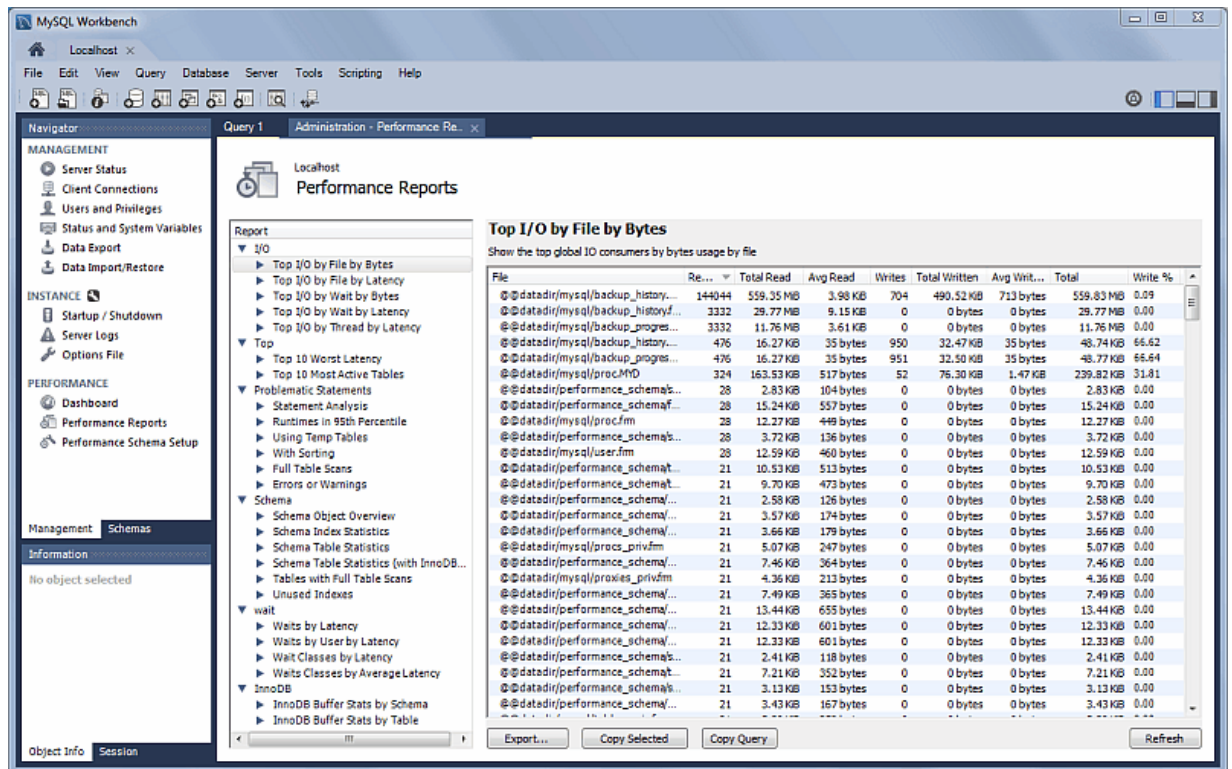 MySQL Workbench
Localhost
File Edit View Query Database Server Tools Scripting Help
Navigator
MANAGEMENT
Server Status
Client Connections
Users and Privileges
Status and System Variables
Data Export
Data Import/Restore
INSTANCE
Startup / Shutdown
Server Logs
Options File
PERFORMANCE
Dashboard
Performance Reports
Performance Schema Setup
Management Schemas
Information
No object selected
Object Info Session
Query 1 Administration - Performance Re..
Localhost
Performance Reports
Report
I/O
Top I/O by File by Bytes
Top I/O by File by Latency
Top I/O by Wait by Bytes
Top I/O by Wait by Latency
Top I/O by Thread by Latency
Top
Top 10 Worst Latency
Top 10 Most Active Tables
Problematic Statements
Statement Analysis
Runtimes in 95th Percentile
Using Temp Tables
With Sorting
Full Table Scans
Errors or Warnings
Schema
Schema Object Overview
Schema Index Statistics
Schema Table Statistics
Schema Table Statistics (with InnoDB...
Tables with Full Table Scans
Unused Indexes
wait
Waits by Latency
Waits by User by Latency
Wait Classes by Latency
Waits Classes by Average Latency
InnoDB
InnoDB Buffer Stats by Schema
InnoDB Buffer Stats by Table
Top I/O by File by Bytes
Show the top global IO consumers by bytes usage by file
File Re... Total Read Avg Read Writes Total Written Avg Writ... Total Write %
@@datadir/mysql/backup_history.... 144044 559.35 MiB 3.98 KiB 704 490.52 KiB 713 bytes 559.83 MiB 0.09
@@datadir/mysql/backup_history.f... 3332 29.77 MiB 9.15 KiB 0 0 bytes 0 bytes 29.77 MiB 0.00
@@datadir/mysql/backup_progres... 3332 11.76 MiB 3.61 KiB 0 0 bytes 0 bytes 11.76 MiB 0.00
@@datadir/mysql/backup_history.... 476 16.27 KiB 35 bytes 950 32.47 KiB 35 bytes 48.74 KiB 66.62
@@datadir/mysql/backup_progres... 476 16.27 KiB 35 bytes 951 32.50 KiB 35 bytes 48.77 KiB 66.64
@@datadir/mysql/proc.MYD 324 163.53 KiB 517 bytes 52 76.30 KiB 1.47 KiB 239.82 KiB 31.81
@@datadir/performance_schema/s... 28 2.83 KiB 104 bytes 0 0 bytes 0 bytes 2.83 KiB 0.00
@@datadir/performance_schema/f... 28 15.24 KiB 557 bytes 0 0 bytes 0 bytes 15.24 KiB 0.00
@@datadir/mysql/proc.frm 28 12.27 KiB 449 bytes 0 0 bytes 0 bytes 12.27 KiB 0.00
@@datadir/performance_schema/s... 28 3.72 KiB 136 bytes 0 0 bytes 0 bytes 3.72 KiB 0.00
@@datadir/mysql/user.frm 28 12.59 KiB 460 bytes 0 0 bytes 0 bytes 12.59 KiB 0.00
@@datadir/performance_schema/t... 21 10.53 KiB 513 bytes 0 0 bytes 0 bytes 10.53 KiB 0.00
@@datadir/performance_schema/t... 21 9.70 KiB 473 bytes 0 0 bytes 0 bytes 9.70 KiB 0.00
@@datadir/performance_schema/... 21 2.58 KiB 126 bytes 0 0 bytes 0 bytes 2.58 KiB 0.00
@@datadir/performance_schema/... 21 3.57 KiB 174 bytes 0 0 bytes 0 bytes 3.57 KiB 0.00
@@datadir/performance_schema/... 21 3.66 KiB 179 bytes 0 0 bytes 0 bytes 3.66 KiB 0.00
@@datadir/mysql/procs_priv.frm 21 5.07 KiB 247 bytes 0 0 bytes 0 bytes 5.07 KiB 0.00
@@datadir/performance_schema/... 21 7.46 KiB 364 bytes 0 0 bytes 0 bytes 7.46 KiB 0.00
@@datadir/mysql/proxies_priv.frm 21 4.36 KiB 213 bytes 0 0 bytes 0 bytes 4.36 KiB 0.00
@@datadir/performance_schema/... 21 7.49 KiB 365 bytes 0 0 bytes 0 bytes 7.49 KiB 0.00
@@datadir/performance_schema/... 21 13.44 KiB 655 bytes 0 0 bytes 0 bytes 13.44 KiB 0.00
@@datadir/performance_schema/... 21 12.33 KiB 601 bytes 0 0 bytes 0 bytes 12.33 KiB 0.00
@@datadir/performance_schema/... 21 12.33 KiB 601 bytes 0 0 bytes 0 bytes 12.33 KiB 0.00
@@datadir/performance_schema/s... 21 2.41 KiB 118 bytes 0 0 bytes 0 bytes 2.41 KiB 0.00
@@datadir/performance_schema/t... 21 7.21 KiB 352 bytes 0 0 bytes 0 bytes 7.21 KiB 0.00
@@datadir/performance_schema/s... 21 3.13 KiB 153 bytes 0 0 bytes 0 bytes 3.13 KiB 0.00
@@datadir/performance_schema/... 21 3.43 KiB 167 bytes 0 0 bytes 0 bytes 3.43 KiB 0.00
Export... Copy Selected Copy Query Refresh